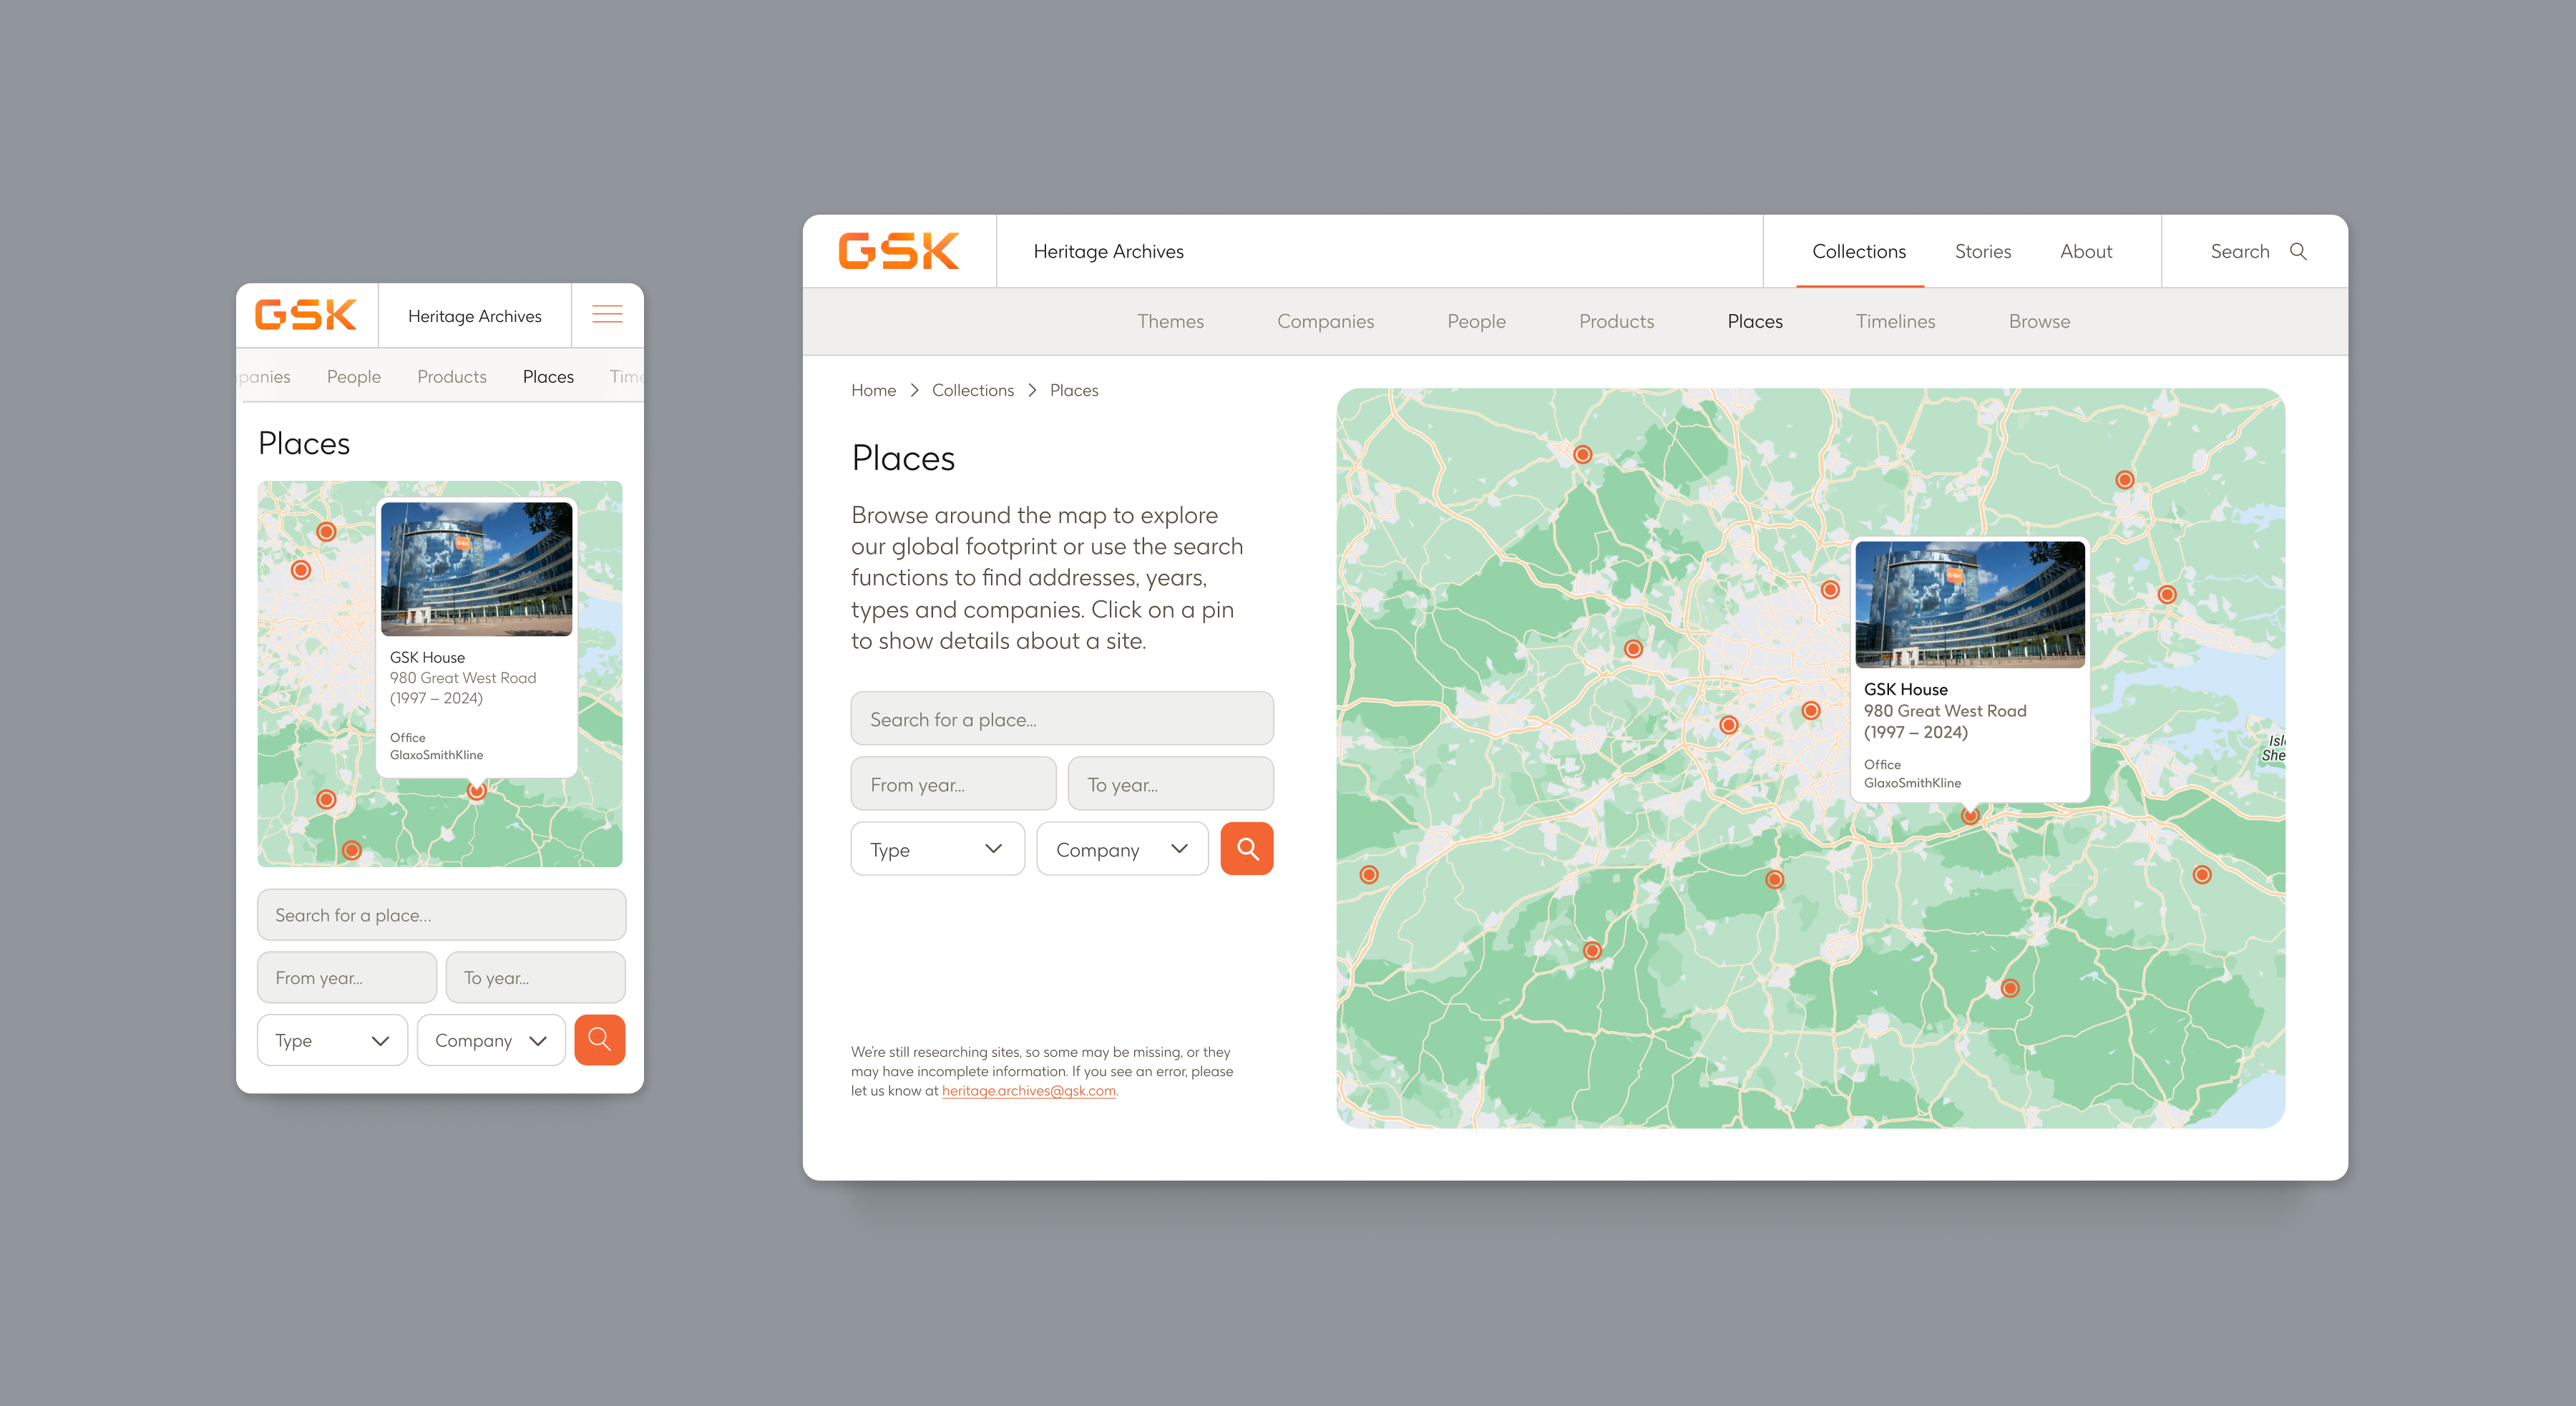 GSK
Heritage Archives
panies People Products Places Time
Places
GSK
GSK House
980 Great West Road
(1997 – 2024)
Office
GlaxoSmithKline
Search for a place...
From year... To year...
Type Company
GSK
Heritage Archives
Collections Stories About Search
Themes Companies People Products Places Timelines Browse
Home > Collections > Places
Places
Browse around the map to explore
our global footprint or use the search
functions to find addresses, years,
types and companies. Click on a pin
to show details about a site.
Search for a place...
From year... To year...
Type Company
We're still researching sites, so some may be missing, or they
may have incomplete information. If you see an error, please
let us know at heritage.archives@gsk.com.
GSK
GSK House
980 Great West Road
(1997 – 2024)
Office
GlaxoSmithKline
Isl
She